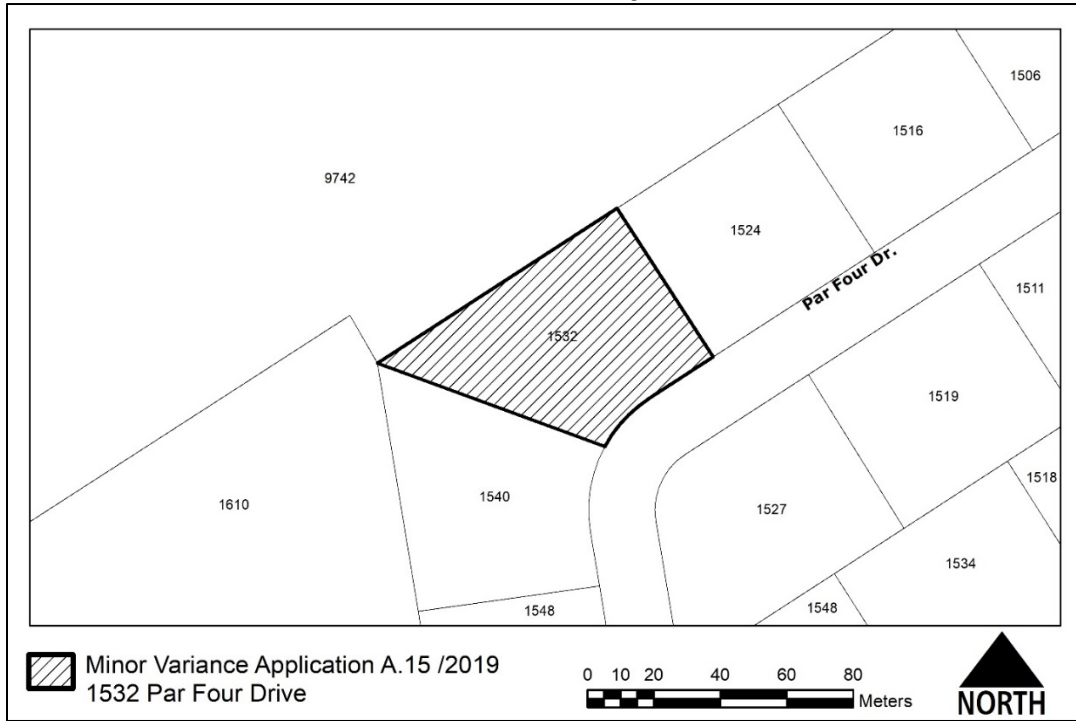 1506
1516
9742
1524
Par Four Dr.
1511
1532
1519
1518
1610
1540
1527
1534
1548
1548
Minor Variance Application A.15 /2019
1532 Par Four Drive
0 10 20 40 60 80
Meters
NORTH